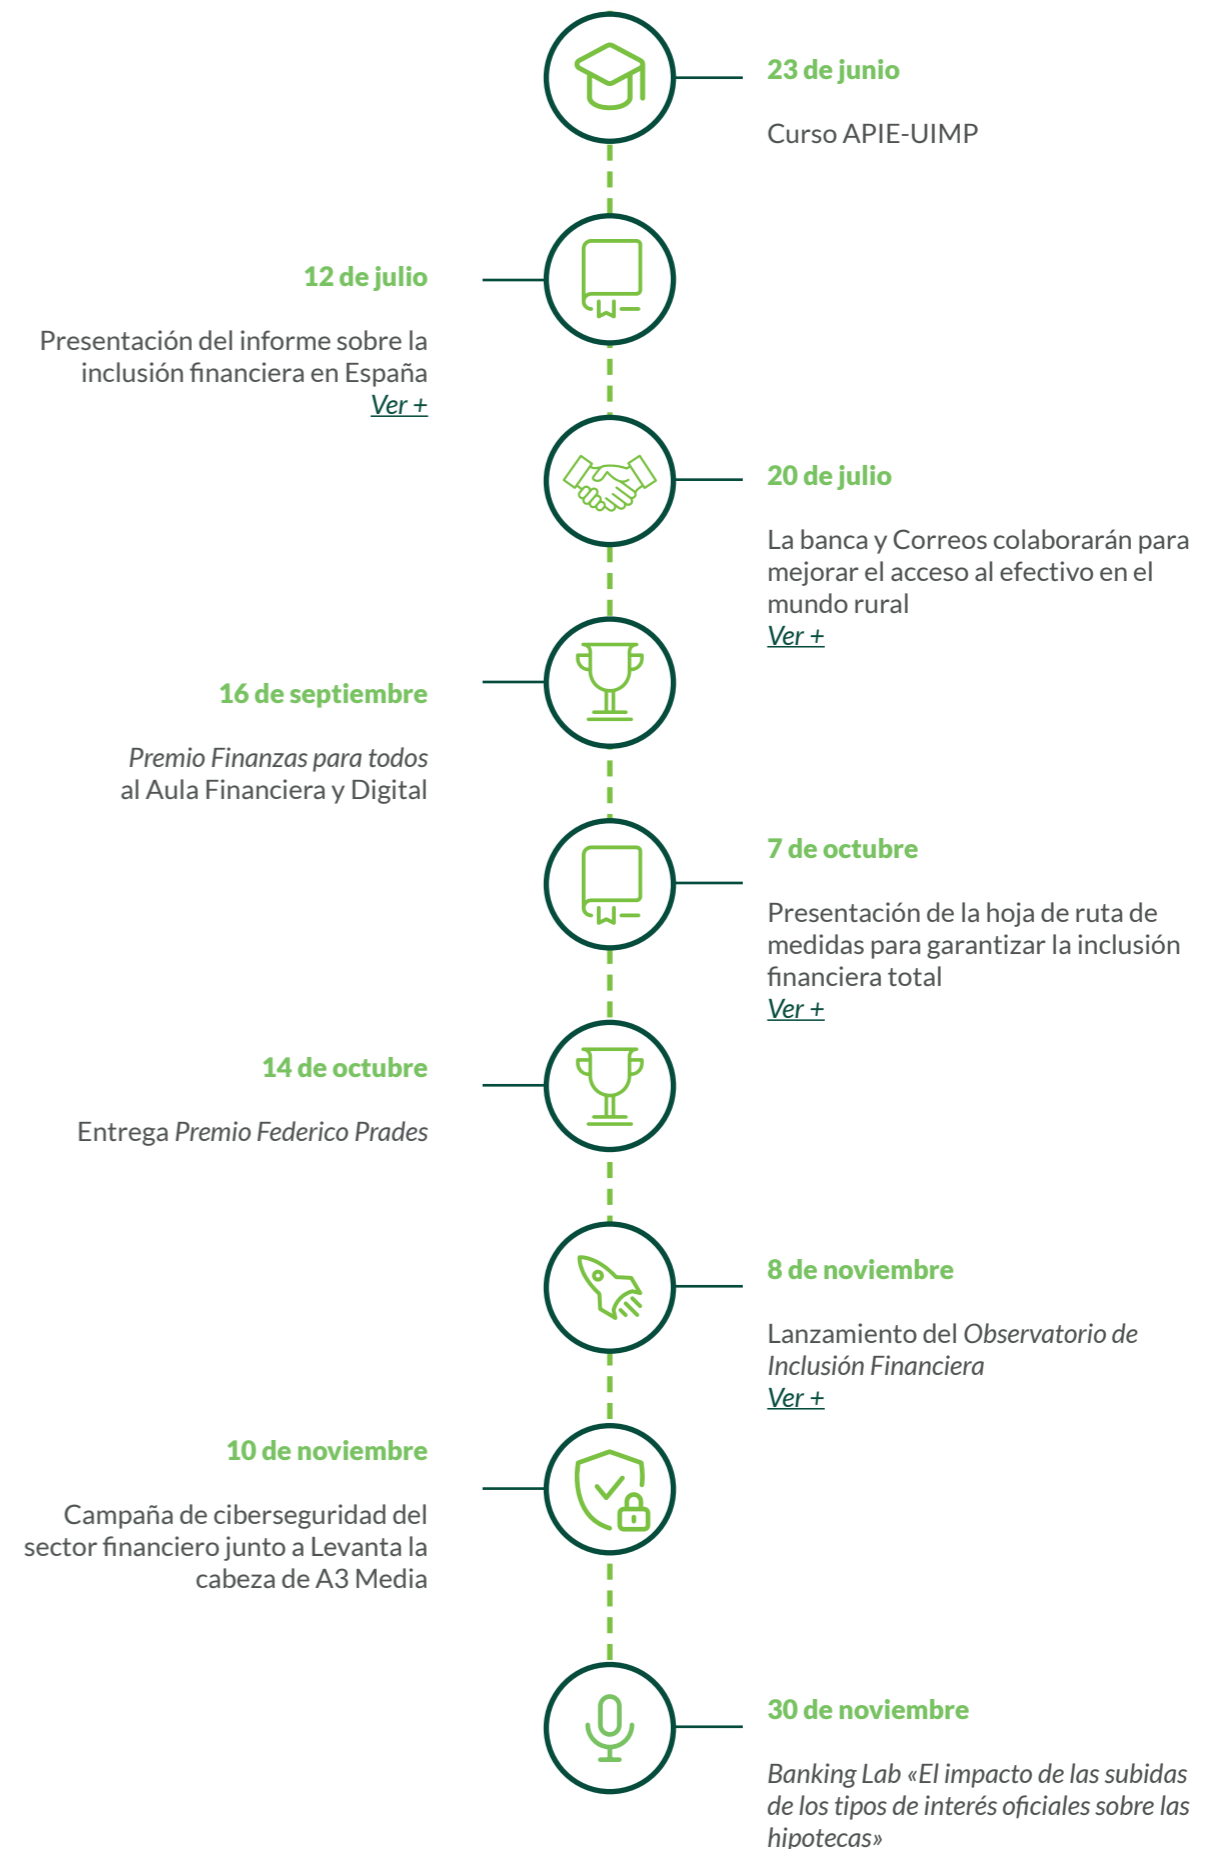 23 de junio
Curso APIE-UIMP
12 de julio
Presentación del informe sobre la
inclusión financiera en España
Ver +
20 de julio
La banca y Correos colaborarán para
mejorar el acceso al efectivo en el
mundo rural
Ver +
16 de septiembre
Premio Finanzas para todos
al Aula Financiera y Digital
7 de octubre
Presentación de la hoja de ruta de
medidas para garantizar la inclusión
financiera total
Ver +
14 de octubre
Entrega Premio Federico Prades
8 de noviembre
Lanzamiento del Observatorio de
Inclusión Financiera
Ver +
10 de noviembre
Campaña de ciberseguridad del
sector financiero junto a Levanta la
cabeza de A3 Media
30 de noviembre
Banking Lab «El impacto de las subidas
de los tipos de interés oficiales sobre las
hipotecas»